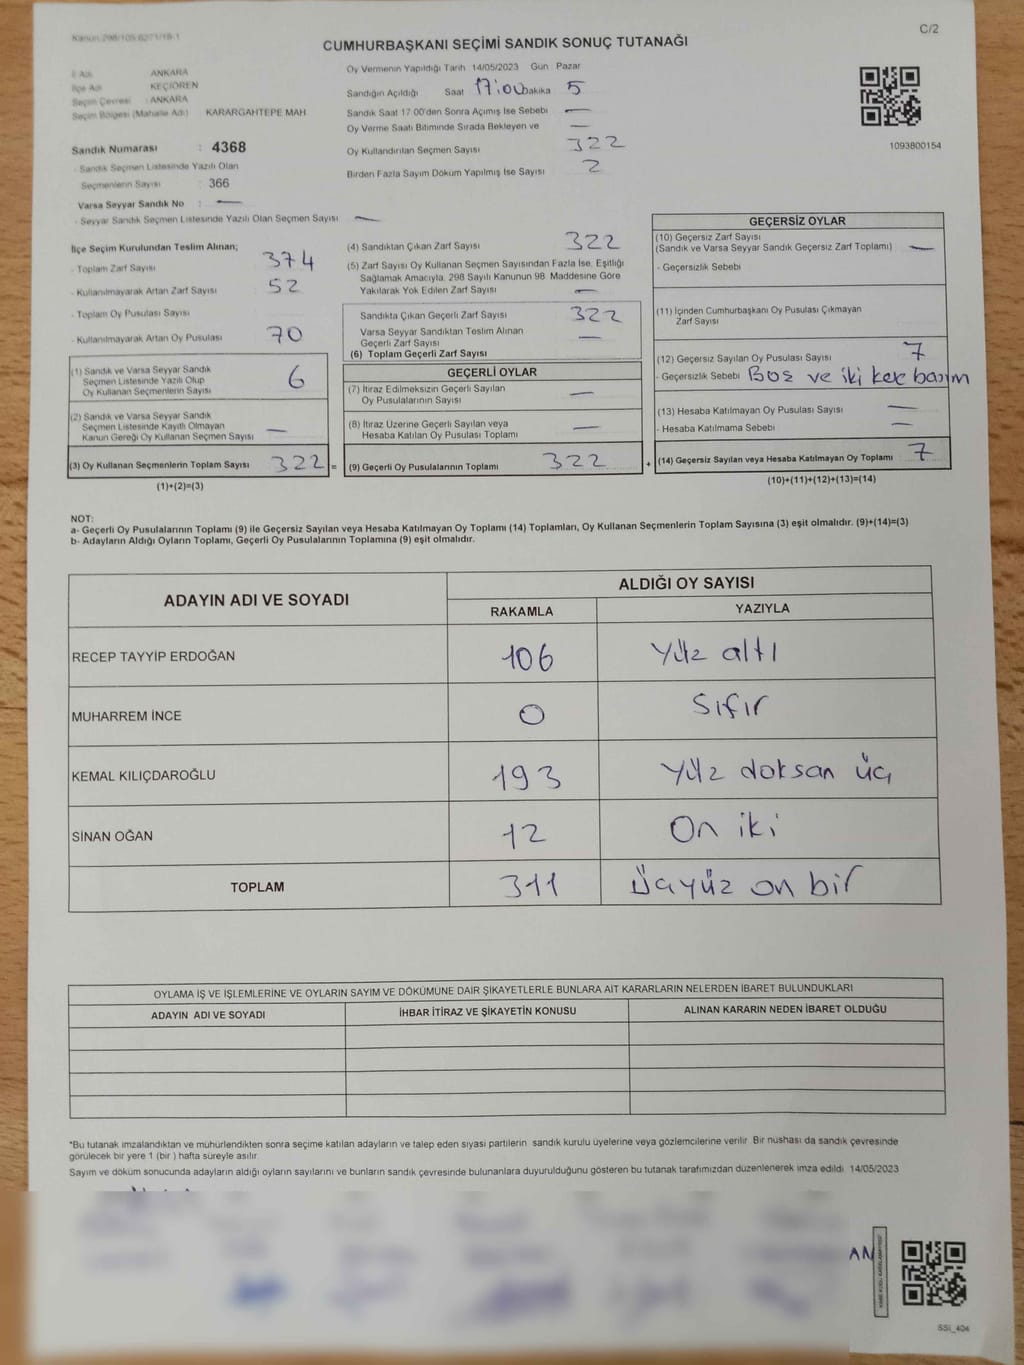 Kanun:298/105 6271/18-1
C/2
CUMHURBAŞKANI SEÇİMİ SANDIK SONUÇ TUTANAĞI
İl Adı ANKARA
İlçe Adı KEÇİÖREN
Seçim Çevresi : ANKARA
Seçim Bölgesi (Mahalle Adı) KARARGAHTEPE MAH
Sandık Numarası : 4368
- Sandık Seçmen Listesinde Yazılı Olan
Seçmenlerin Sayısı : 366
Varsa Seyyar Sandık No : —
- Seyyar Sandık Seçmen Listesinde Yazılı Olan Seçmen Sayısı : —
Oy Vermenin Yapıldığı Tarih 14/05/2023 Gün Pazar
Sandığın Açıldığı Saat 17:00 Dakika 5
Sandık Saat 17 00'den Sonra Açımış İse Sebebi —
Oy Verme Saati Bitiminde Sırada Bekleyen ve —
Oy Kullandırılan Seçmen Sayısı 322
Birden Fazla Sayım Döküm Yapılmış İse Sayısı 2
1093800154
İlçe Seçim Kurulundan Teslim Alınan;
- Toplam Zarf Sayısı 374
- Kullanılmayarak Artan Zarf Sayısı 52
- Toplam Oy Pusulası Sayısı
- Kullanılmayarak Artan Oy Pusulası 70
(1) Sandık ve Varsa Seyyar Sandık
Seçmen Listesinde Yazılı Olup
Oy Kullanan Seçmenlerin Sayısı 6
(2) Sandık ve Varsa Seyyar Sandık
Seçmen Listesinde Kayıtlı Olmayan
Kanun Gereği Oy Kullanan Seçmen Sayısı —
(3) Oy Kullanan Seçmenlerin Toplam Sayısı 322 =
(1)+(2)=(3)
(4) Sandıktan Çıkan Zarf Sayısı 322
(5) Zarf Sayısı Oy Kullanan Seçmen Sayısından Fazla İse, Eşitliği
Sağlamak Amacıyla, 298 Sayılı Kanunun 98 Maddesine Göre
Yakılarak Yok Edilen Zarf Sayısı —
Sandıkta Çıkan Geçerli Zarf Sayısı 322
Varsa Seyyar Sandıktan Teslim Alınan
Geçerli Zarf Sayısı —
(6) Toplam Geçerli Zarf Sayısı
GEÇERLİ OYLAR
(7) İtiraz Edilmeksizin Geçerli Sayılan
Oy Pusulalarının Sayısı —
(8) İtiraz Üzerine Geçerli Sayılan veya
Hesaba Katılan Oy Pusulası Toplamı —
(9) Geçerli Oy Pusulalarının Toplamı 322 +
GEÇERSİZ OYLAR
(10) Geçersiz Zarf Sayısı
(Sandık ve Varsa Seyyar Sandık Geçersiz Zarf Toplamı) —
- Geçersizlik Sebebi
(11) İçinden Cumhurbaşkanı Oy Pusulası Çıkmayan
Zarf Sayısı
(12) Geçersiz Sayılan Oy Pusulası Sayısı 7
- Geçersizlik Sebebi Boş ve iki kere basım
(13) Hesaba Katılmayan Oy Pusulası Sayısı —
- Hesaba Katılmama Sebebi —
(14) Geçersiz Sayılan veya Hesaba Katılmayan Oy Toplamı 7
(10)+(11)+(12)+(13)=(14)
NOT:
a- Geçerli Oy Pusulalarının Toplamı (9) ile Geçersiz Sayılan veya Hesaba Katılmayan Oy Toplamı (14) Toplamları, Oy Kullanan Seçmenlerin Toplam Sayısına (3) eşit olmalıdır. (9)+(14)=(3)
b- Adayların Aldığı Oyların Toplamı, Geçerli Oy Pusulalarının Toplamına (9) eşit olmalıdır.
ADAYIN ADI VE SOYADI
ALDIĞI OY SAYISI
RAKAMLA YAZIYLA
RECEP TAYYİP ERDOĞAN 106 Yüz altı
MUHARREM İNCE 0 Sıfır
KEMAL KILIÇDAROĞLU 193 Yüz doksan üç
SİNAN OĞAN 12 On iki
TOPLAM 311 Üçyüz on bir
OYLAMA İŞ VE İŞLEMLERİNE VE OYLARIN SAYIM VE DÖKÜMÜNE DAİR ŞİKAYETLERLE BUNLARA AİT KARARLARIN NELERDEN İBARET BULUNDUKLARI
ADAYIN ADI VE SOYADI İHBAR İTİRAZ VE ŞİKAYETİN KONUSU ALINAN KARARIN NEDEN İBARET OLDUĞU
*Bu tutanak imzalandıktan ve mühürlendikten sonra seçime katılan adayların ve talep eden siyasi partilerin sandık kurulu üyelerine veya gözlemcilerine verilir. Bir nushası da sandık çevresinde
görülecek bir yere 1 (bir ) hafta süreyle asılır.
Sayım ve döküm sonucunda adayların aldığı oyların sayılarını ve bunların sandık çevresinde bulunanlara duyurulduğunu gösteren bu tutanak tarafımızdan düzenlenerek imza edildi. 14/05/2023
AN
SSI_404